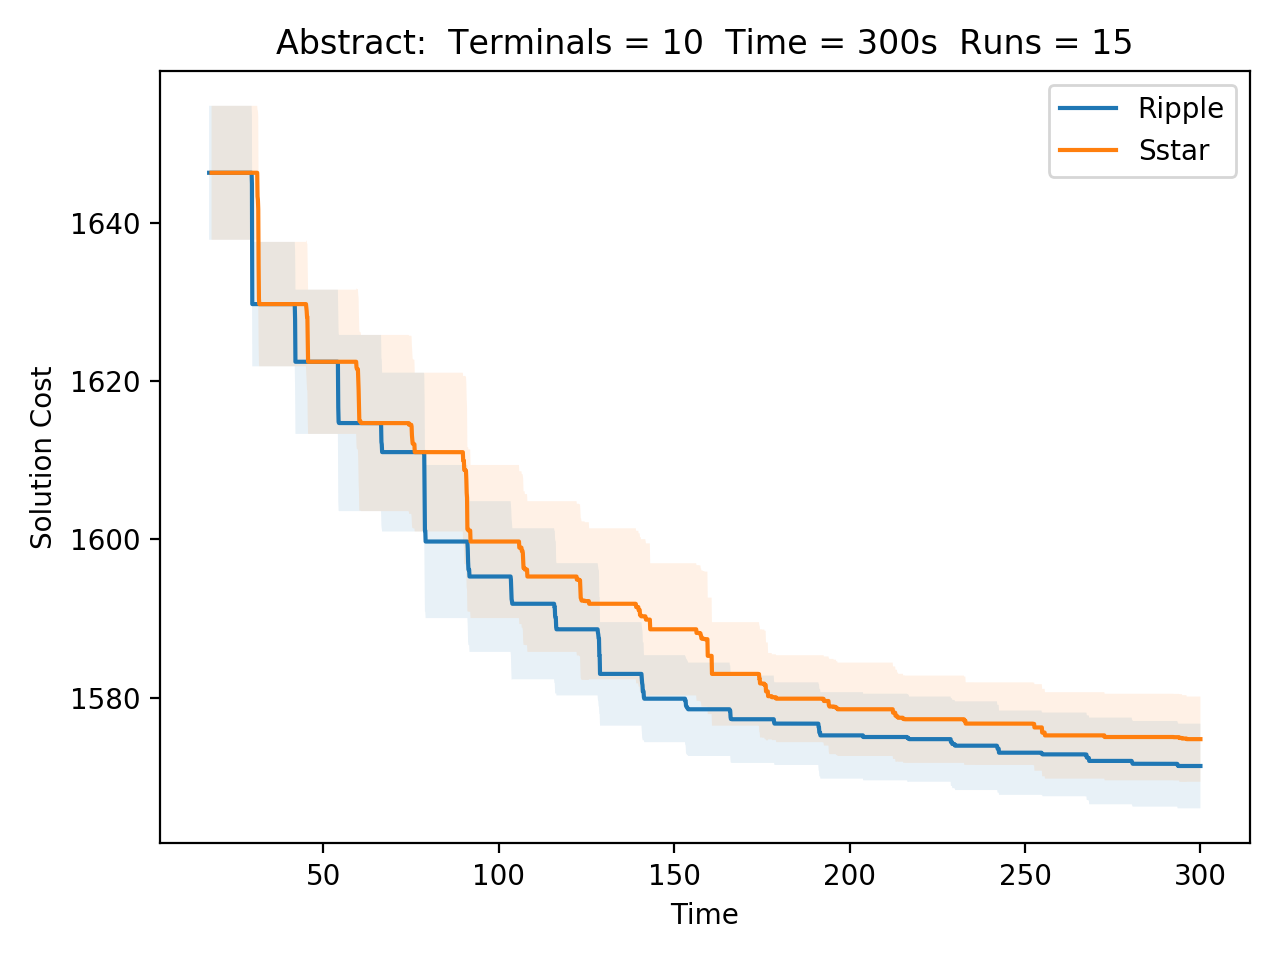 Abstract:  Terminals = 10  Time = 300s  Runs = 15
Ripple
Sstar
Solution Cost
1640
1620
1600
1580
50 100 150 200 250 300
Time